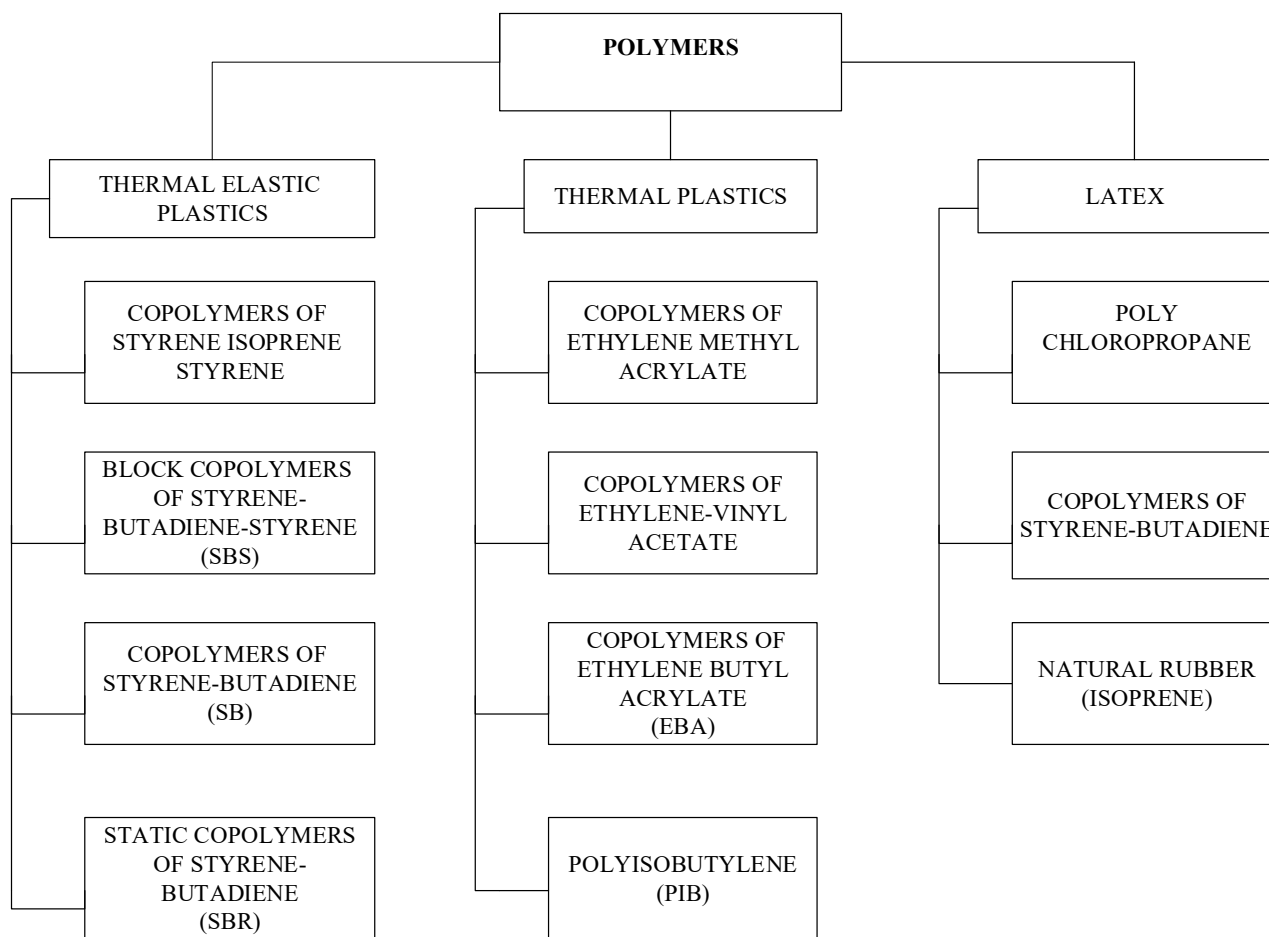 POLYMERS
THERMAL ELASTIC
PLASTICS
THERMAL PLASTICS
LATEX
COPOLYMERS OF
STYRENE ISOPRENE
STYRENE
COPOLYMERS OF
ETHYLENE METHYL
ACRYLATE
POLY
CHLOROPROPANE
BLOCK COPOLYMERS
OF STYRENE-
BUTADIENE-STYRENE
(SBS)
COPOLYMERS OF
ETHYLENE-VINYL
ACETATE
COPOLYMERS OF
STYRENE-BUTADIENE
COPOLYMERS OF
STYRENE-BUTADIENE
(SB)
COPOLYMERS OF
ETHYLENE BUTYL
ACRYLATE
(EBA)
NATURAL RUBBER
(ISOPRENE)
STATIC COPOLYMERS
OF STYRENE-
BUTADIENE
(SBR)
POLYISOBUTYLENE
(PIB)